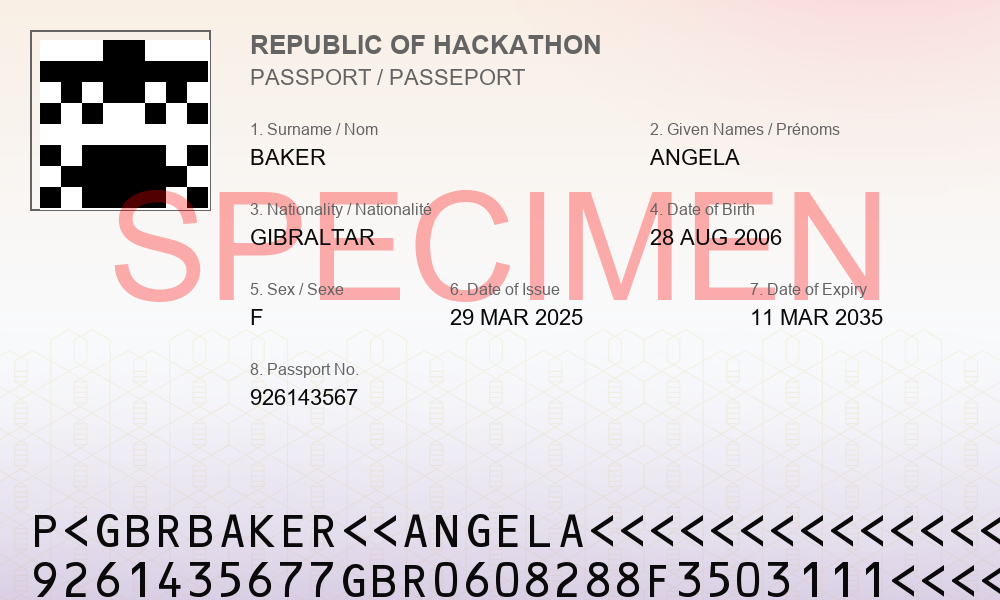 REPUBLIC OF HACKATHON
PASSPORT / PASSEPORT
1. Surname / Nom 2. Given Names / Prénoms
BAKER ANGELA
SPECIMEN
3. Nationality / Nationalité 4. Date of Birth
GIBRALTAR 28 AUG 2006
5. Sex / Sexe 6. Date of Issue 7. Date of Expiry
F 29 MAR 2025 11 MAR 2035
8. Passport No.
926143567
P<GBRBAKER<<ANGELA<<<<<<<<<<<<<<
9261435677GBR0608288F3503111<<<<